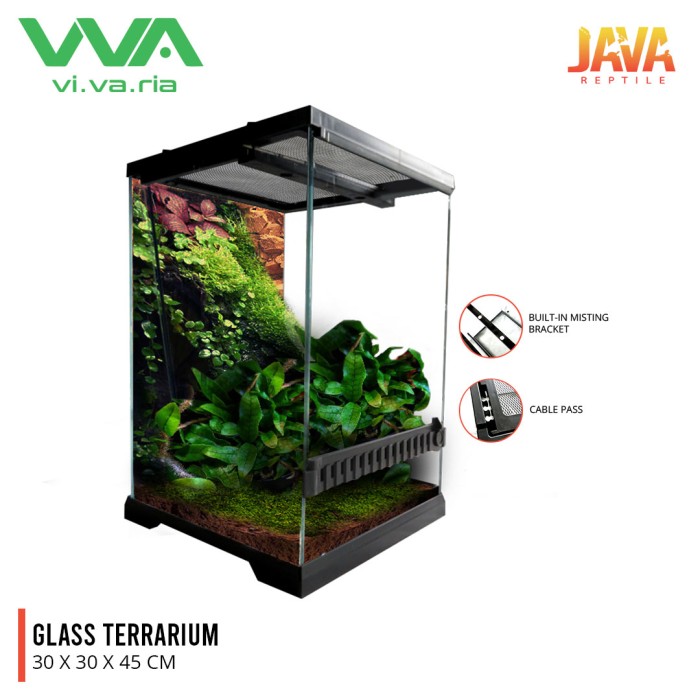 VVA
vi.va.ria
JAVA
REPTILE
BUILT-IN MISTING
BRACKET
CABLE PASS
GLASS TERRARIUM
30 X 30 X 45 CM